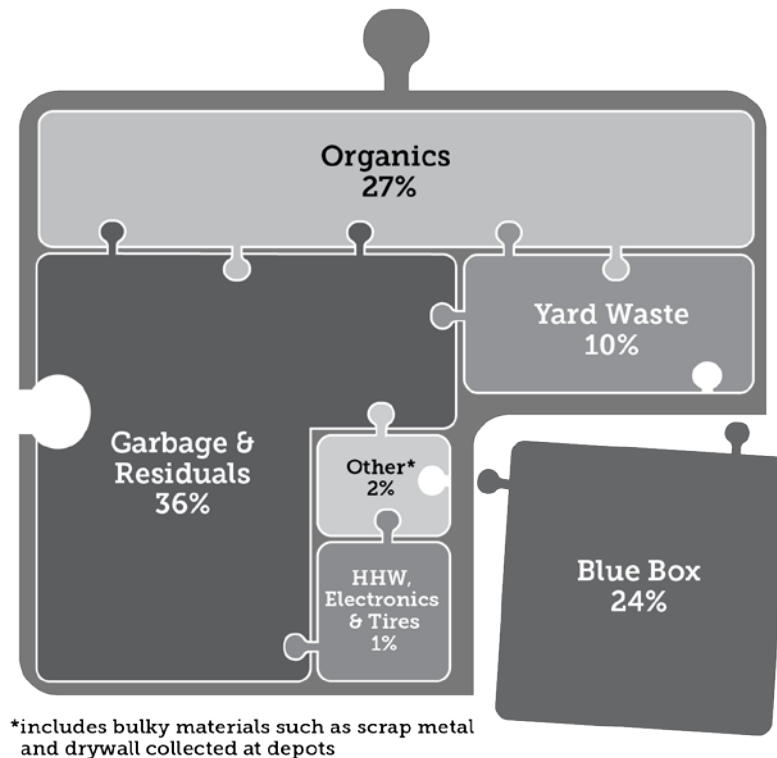 Organics
27%
Yard Waste
10%
Garbage &
Residuals
36%
Other*
2%
HHW,
Electronics
& Tires
1%
Blue Box
24%
*includes bulky materials such as scrap metal
and drywall collected at depots